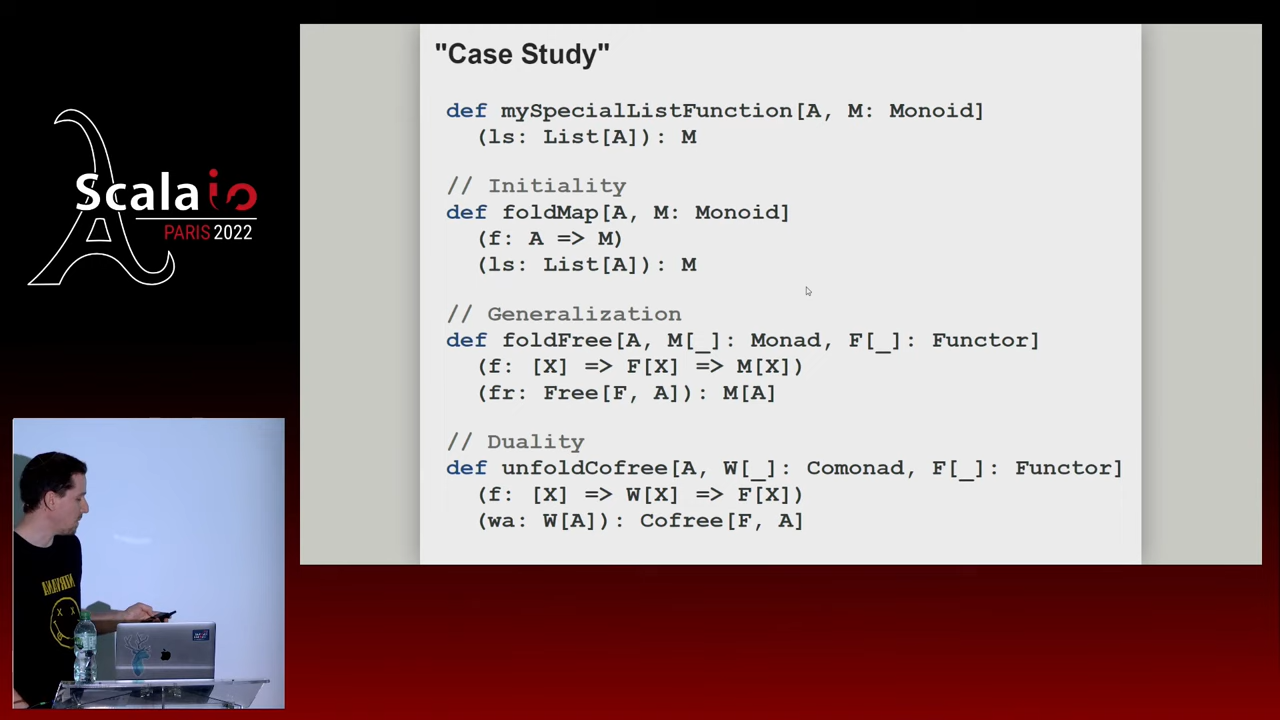 "Case Study"
def mySpecialListFunction[A, M: Monoid]
(ls: List[A]): M
// Initiality
def foldMap[A, M: Monoid]
(f: A => M)
(ls: List[A]): M
// Generalization
def foldFree[A, M[_]: Monad, F[_]: Functor]
(f: [X] => F[X] => M[X])
(fr: Free[F, A]): M[A]
// Duality
def unfoldCofree[A, W[_]: Comonad, F[_]: Functor]
(f: [X] => W[X] => F[X])
(wa: W[A]): Cofree[F, A]
Scala io
PARIS 2022